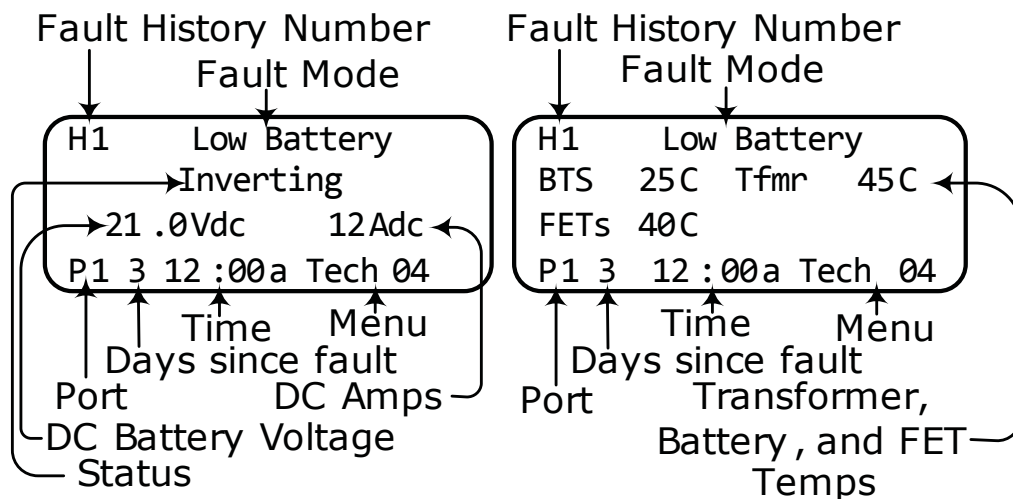 Fault History Number
Fault Mode
H1 Low Battery
Inverting
21.0Vdc 12Adc
P1 3 12:00a Tech 04
Time Menu
Days since fault
Port DC Amps
DC Battery Voltage
Status
Fault History Number
Fault Mode
H1 Low Battery
BTS 25C Tfmr 45C
FETs 40C
P1 3 12:00a Tech 04
Time Menu
Days since fault
Port
Transformer,
Battery, and FET
Temps